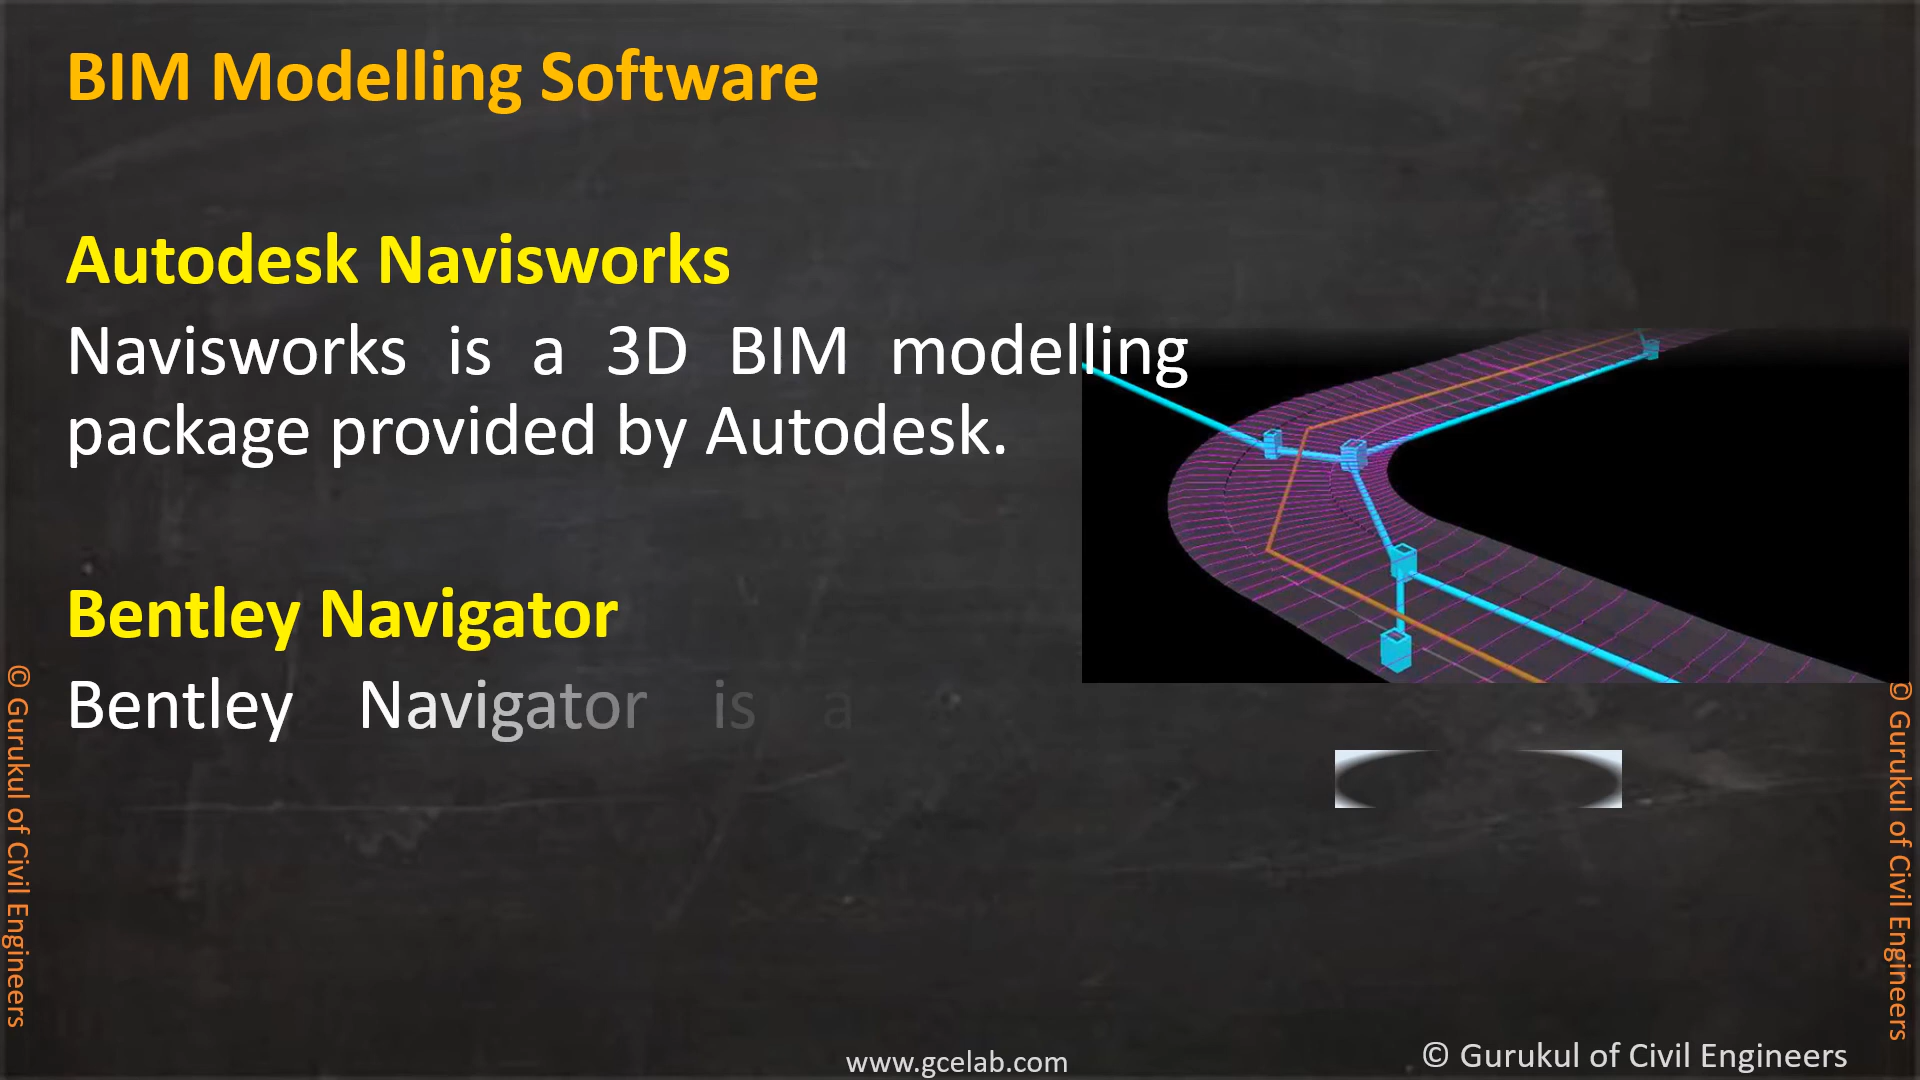 BIM Modelling Software
Autodesk Navisworks
Navisworks is a 3D BIM modelling
package provided by Autodesk.
Bentley Navigator
Bentley Navigator is a
© Gurukul of Civil Engineers
© Gurukul of Civil Engineers
www.gcelab.com
© Gurukul of Civil Engineers